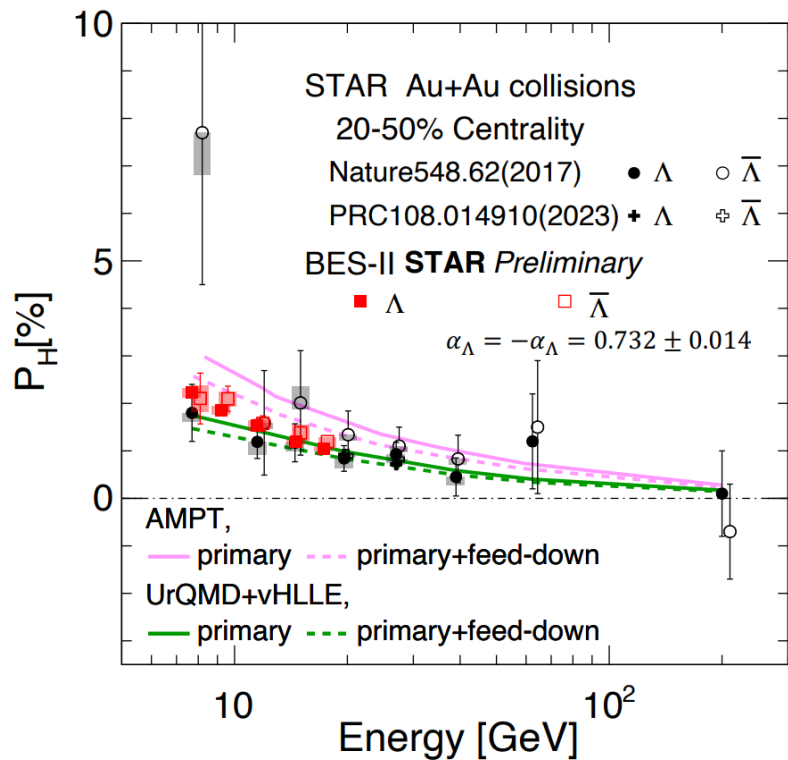 10
5
0
P_H[%]
STAR Au+Au collisions
20-50% Centrality
Nature548.62(2017) Λ Λ̅
PRC108.014910(2023) Λ Λ̅
BES-II STAR Preliminary
Λ Λ̅
α_Λ = −α_Λ = 0.732 ± 0.014
AMPT,
primary primary+feed-down
UrQMD+vHLLE,
primary primary+feed-down
10 10²
Energy [GeV]